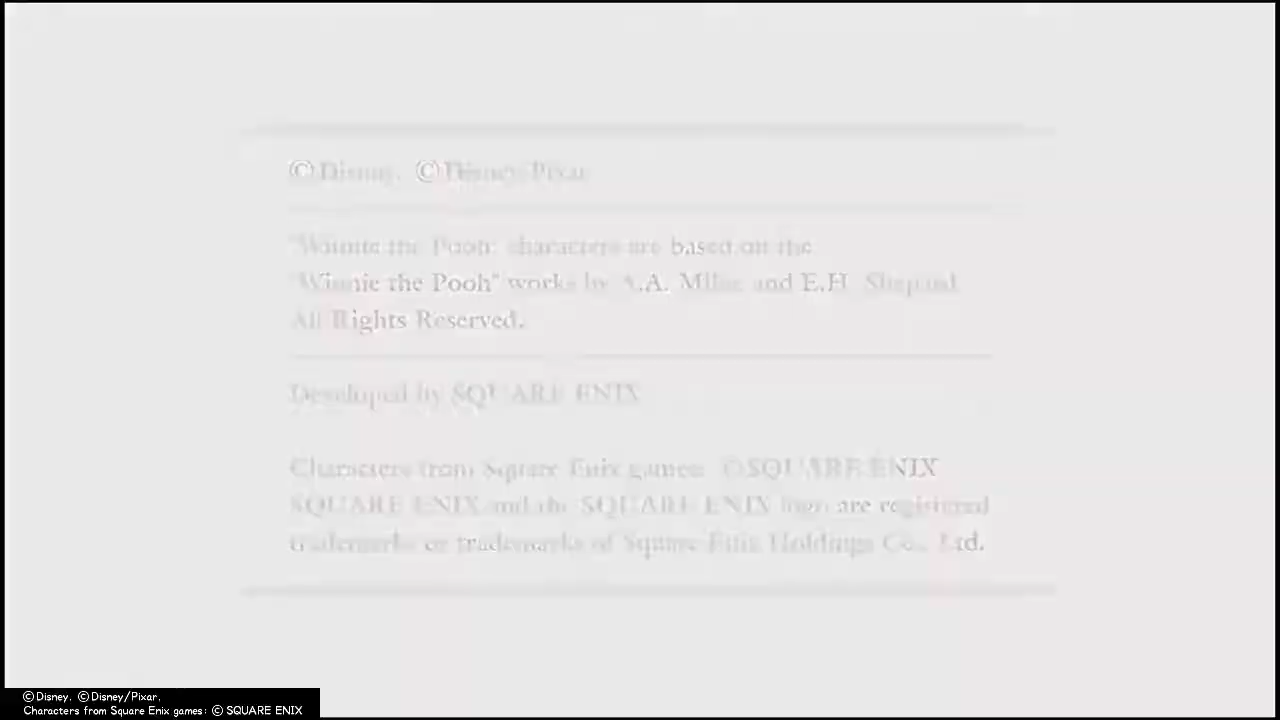 ©Disney. ©Disney/Pixar
"Winnie the Pooh" characters are based on the
"Winnie the Pooh" works by A.A. Milne and E.H. Shepard.
All Rights Reserved.
Developed by SQUARE ENIX
Characters from Square Enix games: ©SQUARE ENIX
SQUARE ENIX and the SQUARE ENIX logo are registered
trademarks or trademarks of Square Enix Holdings Co., Ltd.
©Disney. ©Disney/Pixar.
Characters from Square Enix games: © SQUARE ENIX